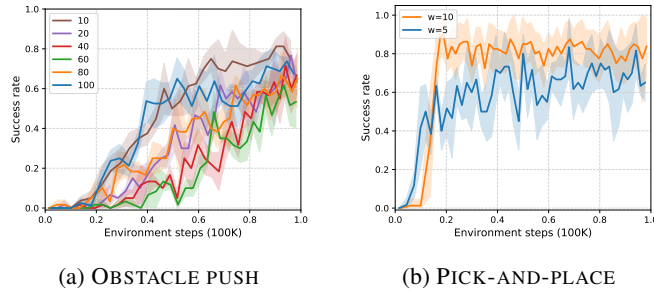 10
20
40
60
80
100
1.0
0.8
0.6
0.4
0.2
0.0
Success rate
0.0 0.2 0.4 0.6 0.8 1.0
Environment steps (100K)
(a) OBSTACLE PUSH
w=10
w=5
1.0
0.8
0.6
0.4
0.2
0.0
Success rate
0.0 0.2 0.4 0.6 0.8 1.0
Environment steps (100K)
(b) PICK-AND-PLACE